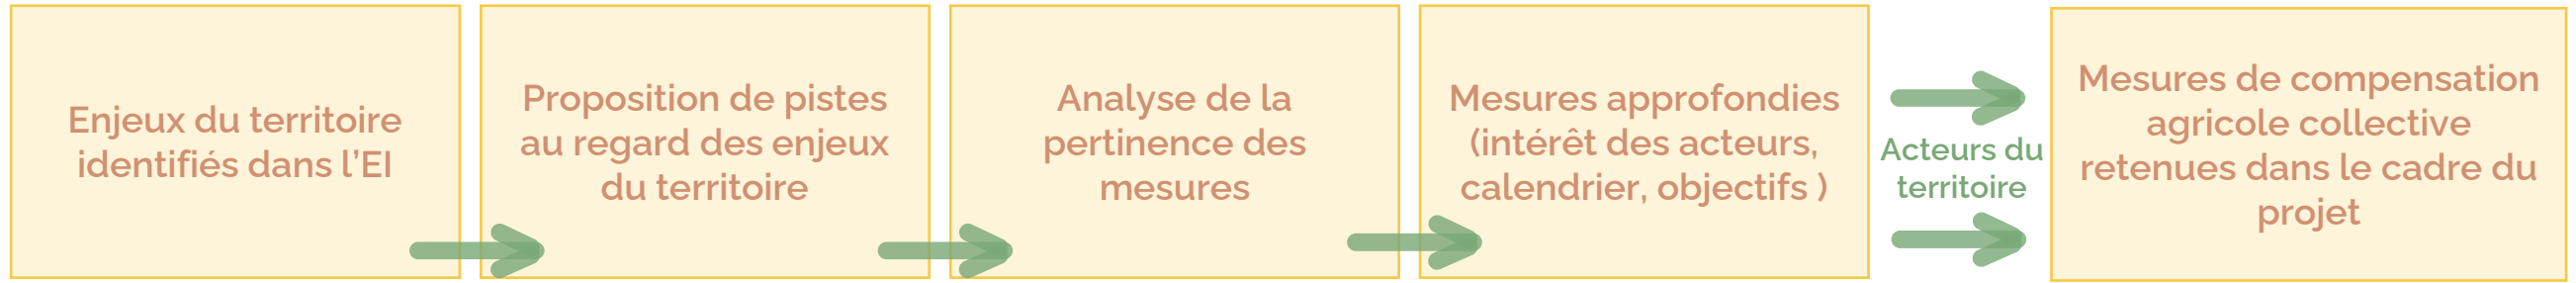 Enjeux du territoire
identifiés dans l'EI
Proposition de pistes
au regard des enjeux
du territoire
Analyse de la
pertinence des
mesures
Mesures approfondies
(intérêt des acteurs,
calendrier, objectifs )
Acteurs du
territoire
Mesures de compensation
agricole collective
retenues dans le cadre du
projet